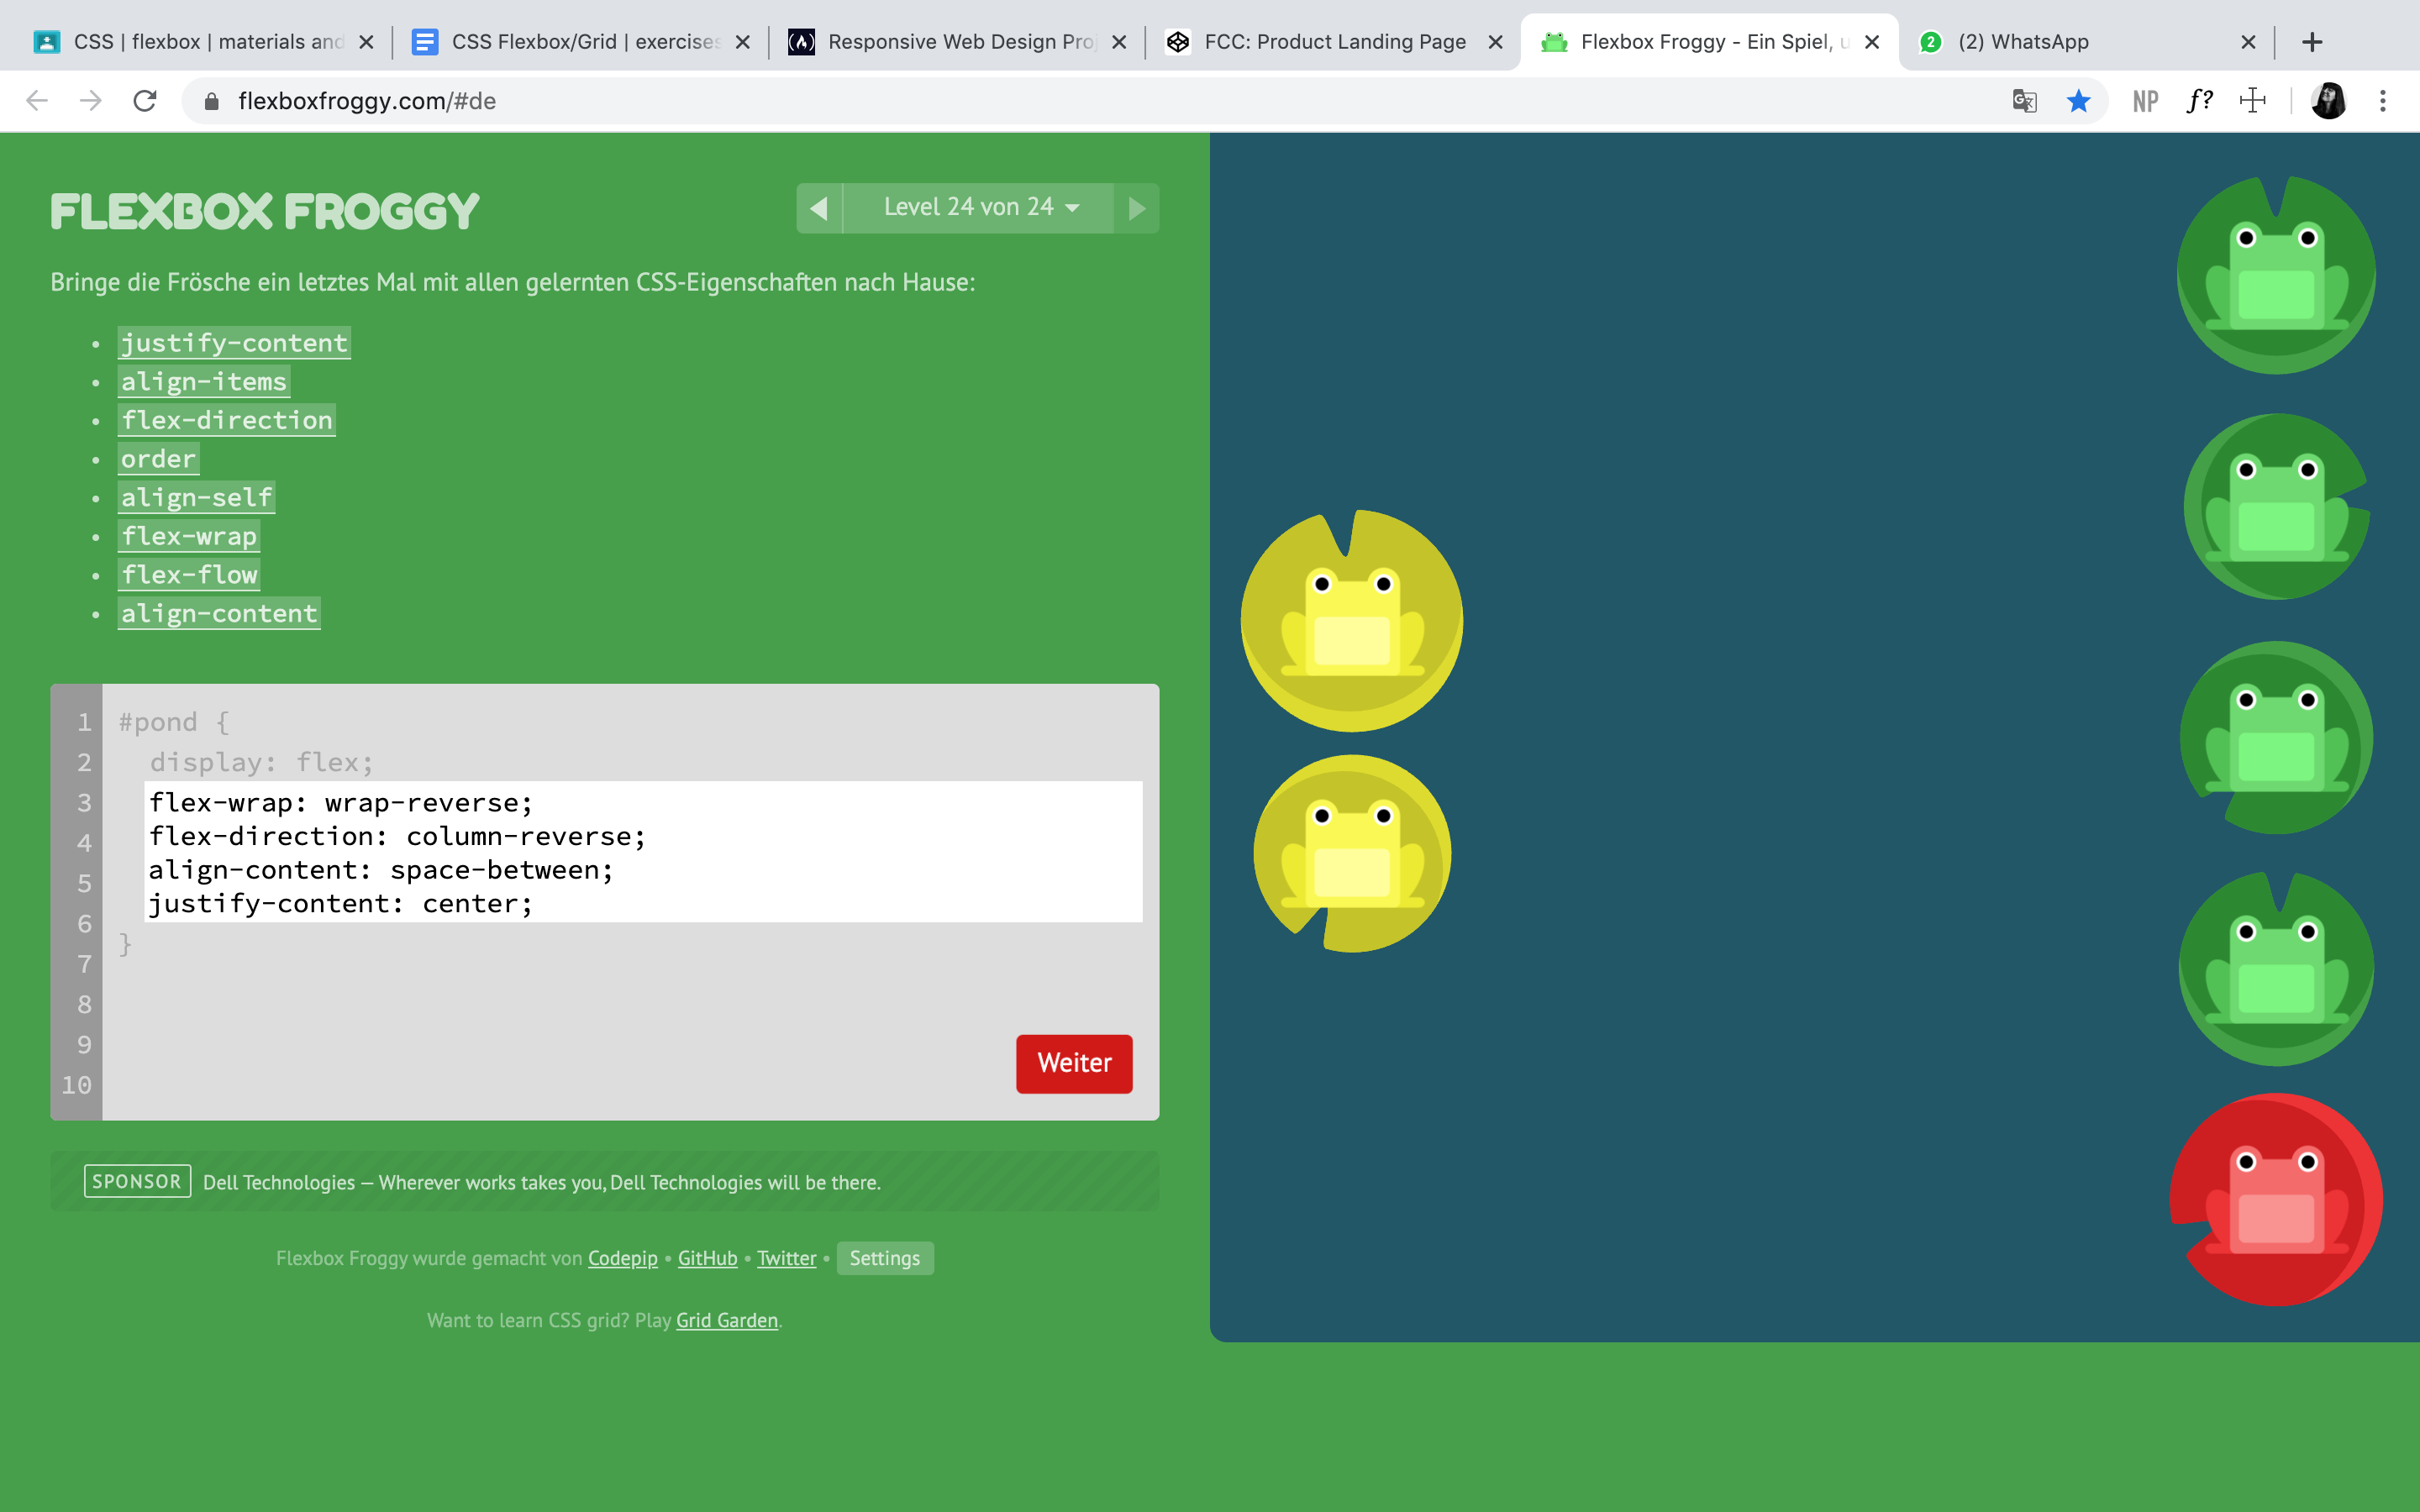 CSS | flexbox | materials and
CSS Flexbox/Grid | exercises
Responsive Web Design Proj
FCC: Product Landing Page
Flexbox Froggy - Ein Spiel, u
2
(2) WhatsApp
flexboxfroggy.com/#de
NP
f?
FLEXBOX FROGGY
Level 24 von 24
Bringe die Frösche ein letztes Mal mit allen gelernten CSS-Eigenschaften nach Hause:
• justify-content
• align-items
• flex-direction
• order
• align-self
• flex-wrap
• flex-flow
• align-content
1 #pond {
2 display: flex;
3 flex-wrap: wrap-reverse;
4 flex-direction: column-reverse;
5 align-content: space-between;
6 justify-content: center;
7 }
8
9
10
Weiter
SPONSOR Dell Technologies — Wherever works takes you, Dell Technologies will be there.
Flexbox Froggy wurde gemacht von Codepip • GitHub • Twitter • Settings
Want to learn CSS grid? Play Grid Garden.